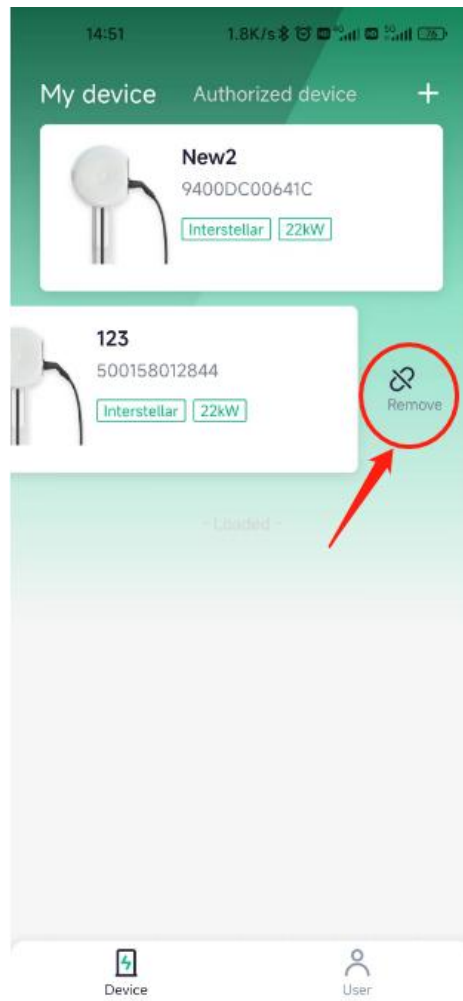 14:51 1.8K/s 76
My device Authorized device +
New2
9400DC00641C
Interstellar 22kW
123
500158012844
Interstellar 22kW
Remove
- Loaded -
Device User